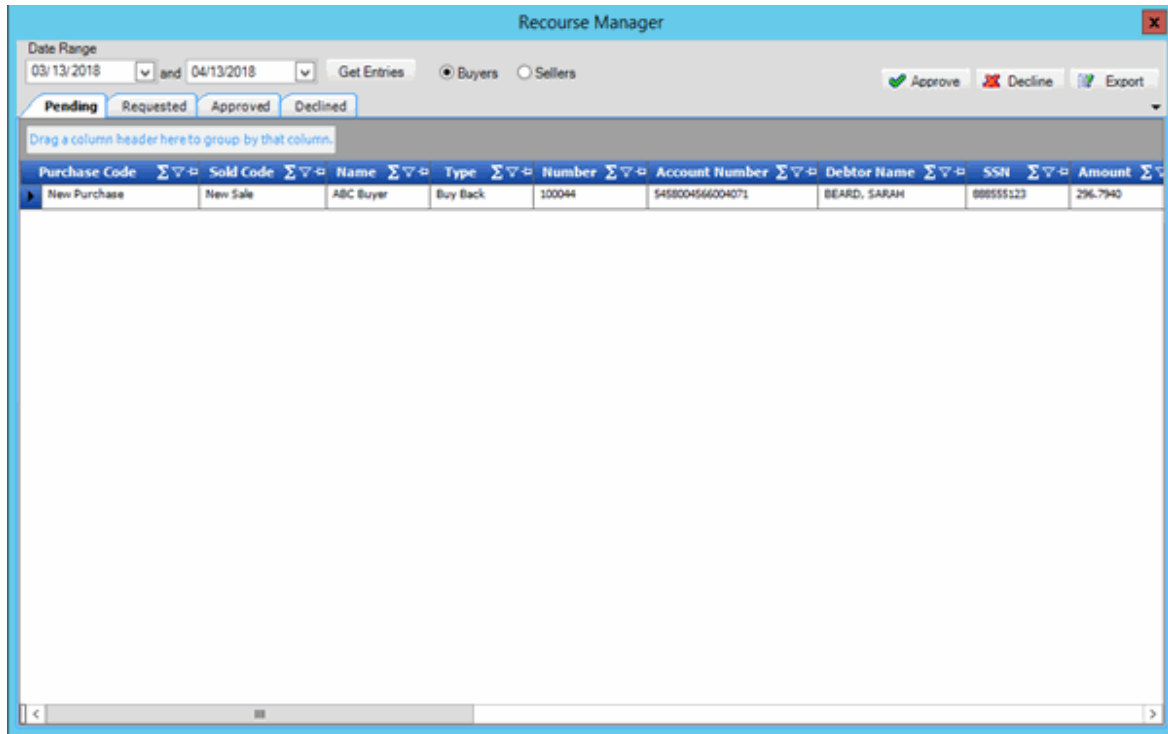 Recourse Manager
Date Range
03/13/2018 and 04/13/2018 Get Entries Buyers Sellers Approve Decline Export
Pending Requested Approved Declined
Drag a column header here to group by that column.
Purchase Code Sold Code Name Type Number Account Number Debtor Name SSN Amount
New Purchase New Sale ABC Buyer Buy Back 100044 5458004566004071 BEARD, SARAH 888555123 296.7940